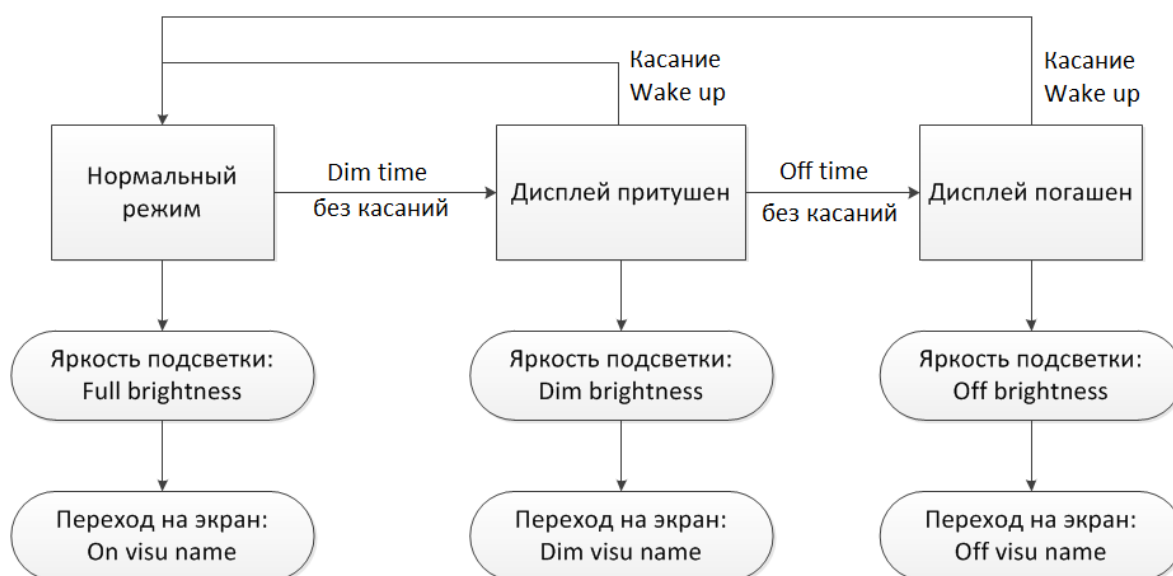 Касание
Wake up
Касание
Wake up
Нормальный
режим
Dim time
без касаний
Дисплей притушен
Off time
без касаний
Дисплей погашен
Яркость подсветки:
Full brightness
Яркость подсветки:
Dim brightness
Яркость подсветки:
Off brightness
Переход на экран:
On visu name
Переход на экран:
Dim visu name
Переход на экран:
Off visu name